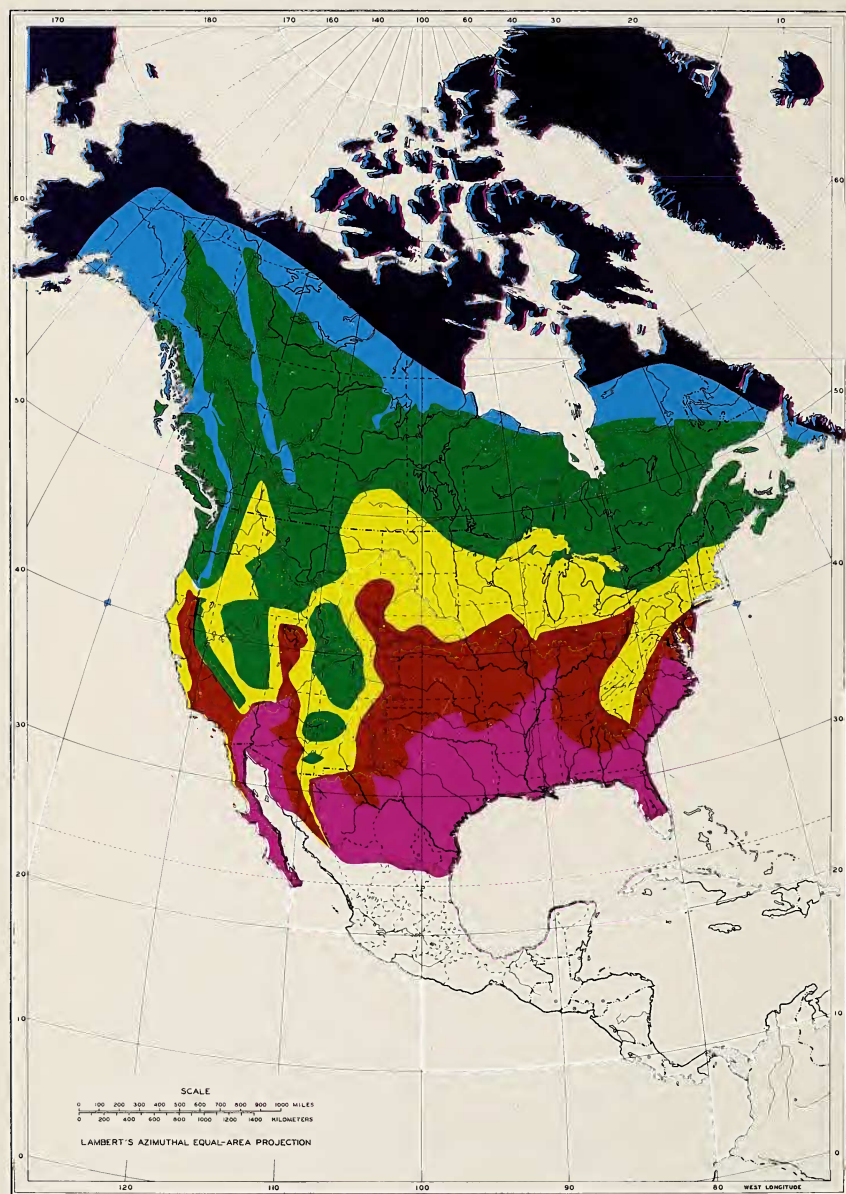 170 180 170 160 140 100 60 40 30 20 10
60 60
50 50
40 40
30 30
20 20
10 10
0 0
SCALE
0 100 200 300 400 500 600 700 800 900 1000 MILES
0 200 400 600 800 1000 1200 1400 KILOMETERS
LAMBERT'S AZIMUTHAL EQUAL-AREA PROJECTION
120 110 100 90 80 WEST LONGITUDE